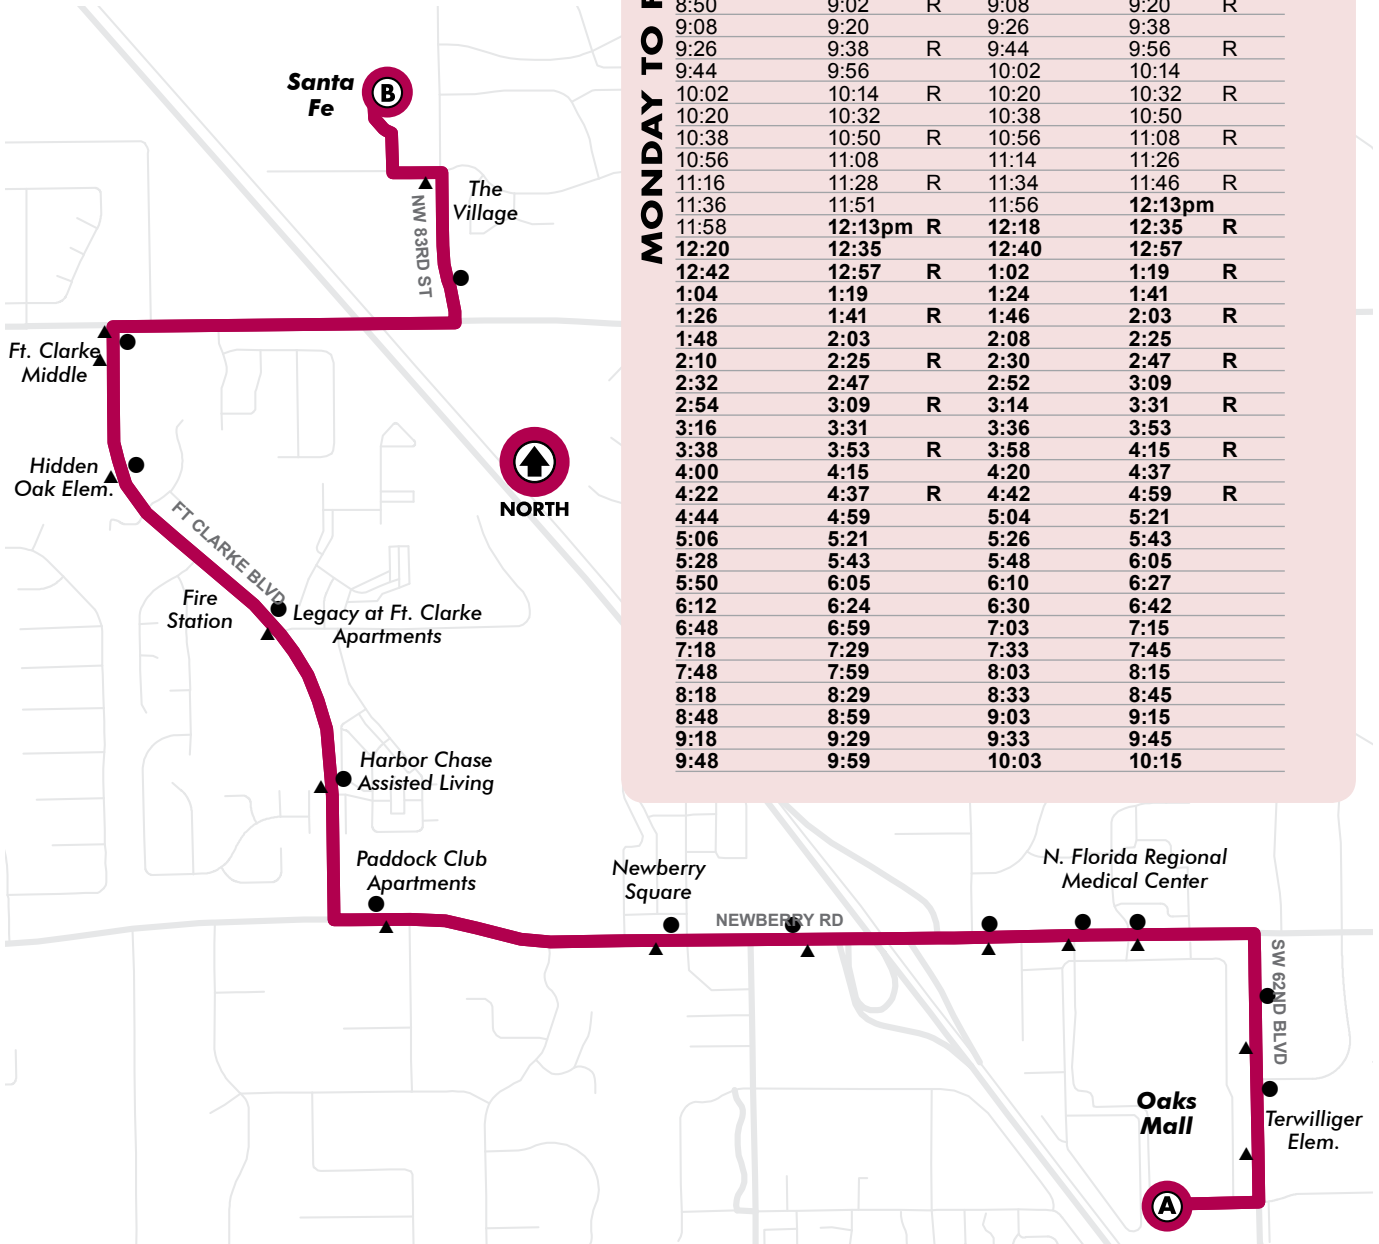 8:50 9:02 R 9:08 9:20 R
9:08 9:20 9:26 9:38
9:26 9:38 R 9:44 9:56 R
9:44 9:56 10:02 10:14
10:02 10:14 R 10:20 10:32 R
10:20 10:32 10:38 10:50
10:38 10:50 R 10:56 11:08 R
10:56 11:08 11:14 11:26
11:16 11:28 R 11:34 11:46 R
11:36 11:51 11:56 12:13pm
11:58 12:13pm R 12:18 12:35 R
12:20 12:35 12:40 12:57
12:42 12:57 R 1:02 1:19 R
1:04 1:19 1:24 1:41
1:26 1:41 R 1:46 2:03 R
1:48 2:03 2:08 2:25
2:10 2:25 R 2:30 2:47 R
2:32 2:47 2:52 3:09
2:54 3:09 R 3:14 3:31 R
3:16 3:31 3:36 3:53
3:38 3:53 R 3:58 4:15 R
4:00 4:15 4:20 4:37
4:22 4:37 R 4:42 4:59 R
4:44 4:59 5:04 5:21
5:06 5:21 5:26 5:43
5:28 5:43 5:48 6:05
5:50 6:05 6:10 6:27
6:12 6:24 6:30 6:42
6:48 6:59 7:03 7:15
7:18 7:29 7:33 7:45
7:48 7:59 8:03 8:15
8:18 8:29 8:33 8:45
8:48 8:59 9:03 9:15
9:18 9:29 9:33 9:45
9:48 9:59 10:03 10:15
MONDAY TO
Santa
Fe
B
The
Village
NW 83RD ST
Ft. Clarke
Middle
Hidden
Oak Elem.
NORTH
FT CLARKE BLVD
Fire
Station
Legacy at Ft. Clarke
Apartments
Harbor Chase
Assisted Living
Paddock Club
Apartments
Newberry
Square
NEWBERRY RD
N. Florida Regional
Medical Center
SW 62ND BLVD
Oaks
Mall
Terwilliger
Elem.
A